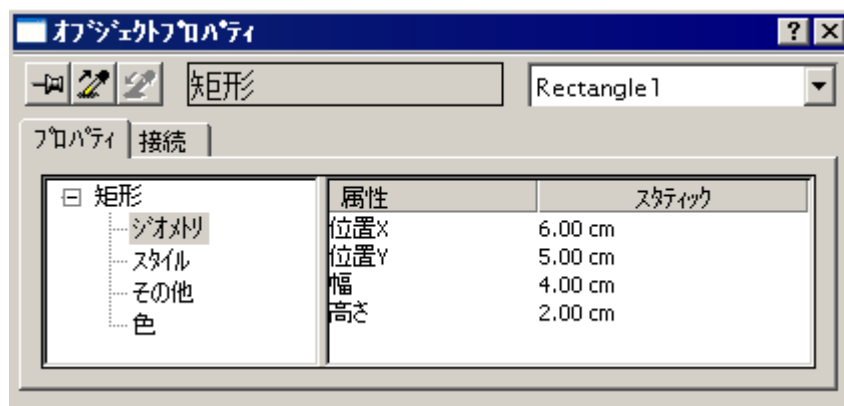 ｵﾌﾞｼﾞｪｸﾄﾌﾟﾛﾊﾟﾃｨ
矩形 Rectangle1
ﾌﾟﾛﾊﾟﾃｨ 接続
矩形
ｼﾞｵﾒﾄﾘ
ｽﾀｲﾙ
その他
色
属性 ｽﾀﾃｨｯｸ
位置X 6.00 cm
位置Y 5.00 cm
幅 4.00 cm
高さ 2.00 cm